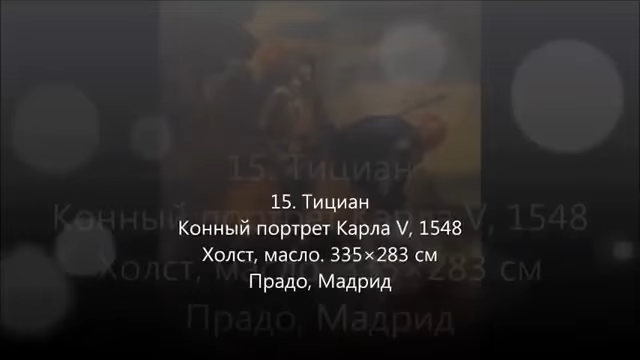 15. Тициан
Конный портрет Карла V, 1548
Холст, масло. 335×283 см
Прадо, Мадрид